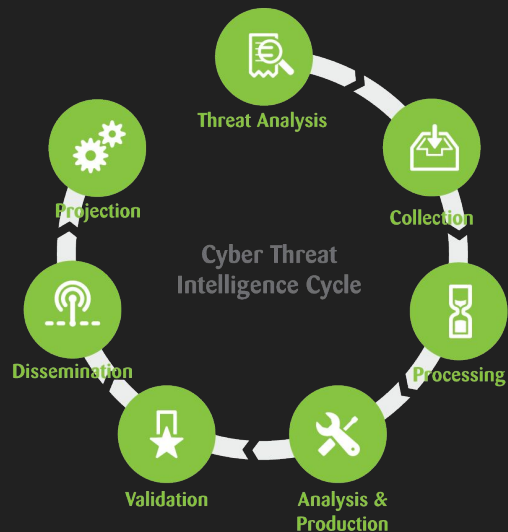 Threat Analysis
Collection
Processing
Analysis &
Production
Validation
Dissemination
Projection
Cyber Threat
Intelligence Cycle